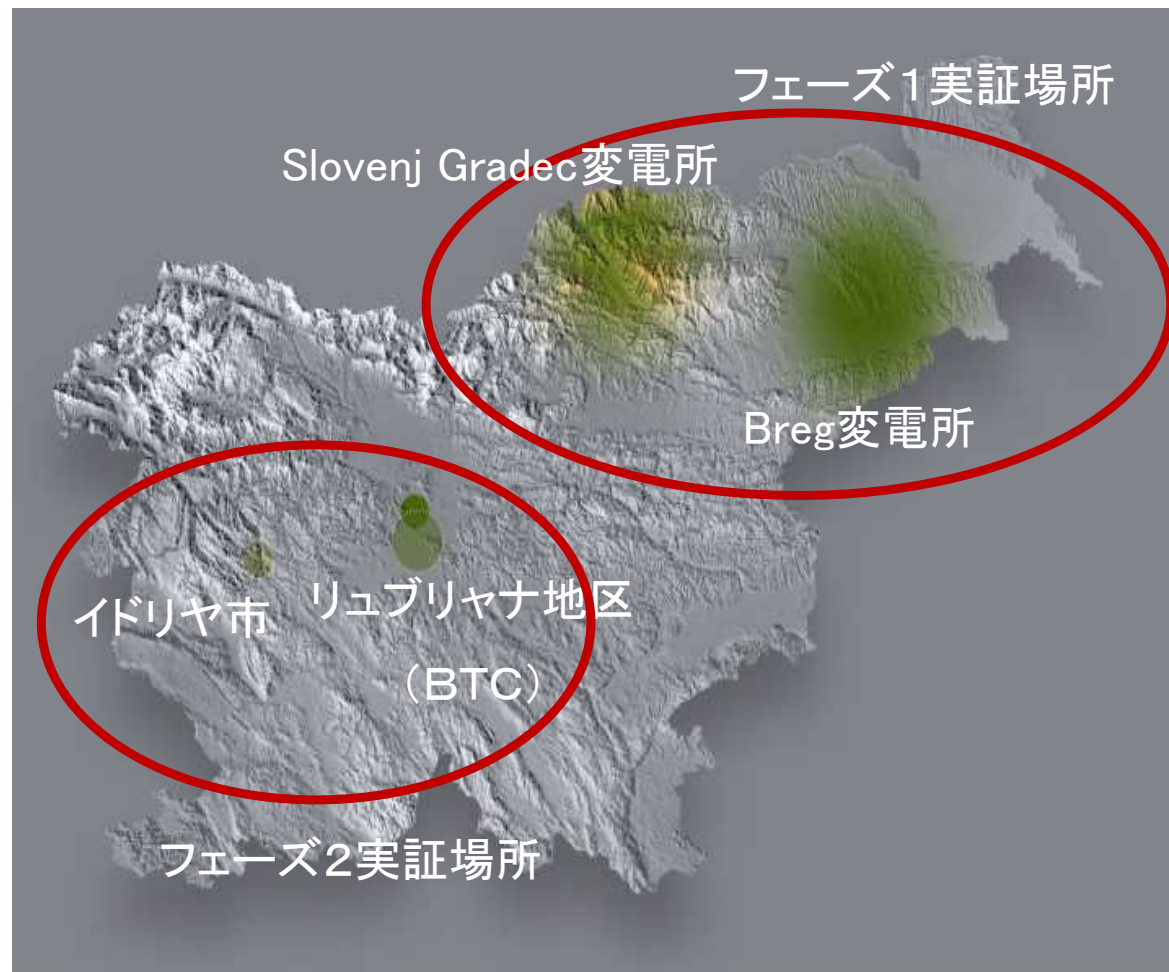 フェーズ１実証場所
Slovenj Gradec変電所
Breg変電所
イドリヤ市
リュブリャナ地区
（ＢＴＣ）
フェーズ２実証場所